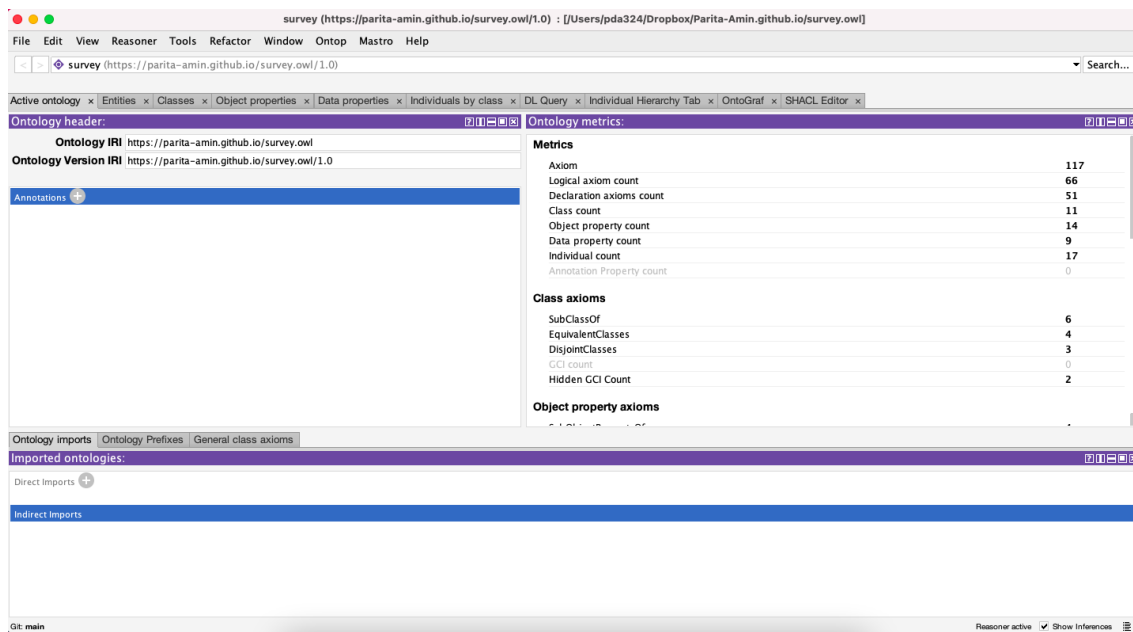 survey (https://parita-amin.github.io/survey.owl/1.0) : [/Users/pda324/Dropbox/Parita-Amin.github.io/survey.owl]
File Edit View Reasoner Tools Refactor Window Ontop Mastro Help
< > survey (https://parita-amin.github.io/survey.owl/1.0) Search...
Active ontology × Entities × Classes × Object properties × Data properties × Individuals by class × DL Query × Individual Hierarchy Tab × OntoGraf × SHACL Editor ×
Ontology header:
Ontology IRI https://parita-amin.github.io/survey.owl
Ontology Version IRI https://parita-amin.github.io/survey.owl/1.0
Annotations
Ontology metrics:
Metrics
Axiom 117
Logical axiom count 66
Declaration axioms count 51
Class count 11
Object property count 14
Data property count 9
Individual count 17
Annotation Property count 0
Class axioms
SubClassOf 6
EquivalentClasses 4
DisjointClasses 3
GCI count 0
Hidden GCI Count 2
Object property axioms
Ontology imports Ontology Prefixes General class axioms
Imported ontologies:
Direct Imports
Indirect Imports
Git: main
Reasoner active Show Inferences